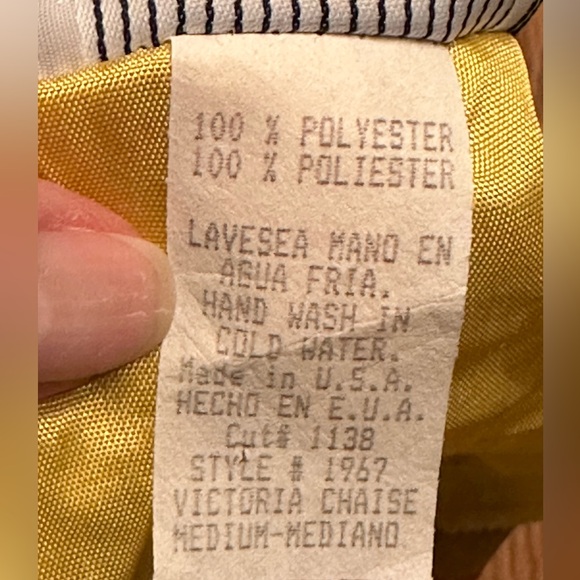 100 % POLYESTER
100 % POLIESTER
LAVESEA MANO EN
AGUA FRIA.
HAND WASH IN
COLD WATER.
Made in U.S.A.
HECHO EN E.U.A.
Cut# 1138
STYLE # 1967
VICTORIA CHAISE
MEDIUM-MEDIANO